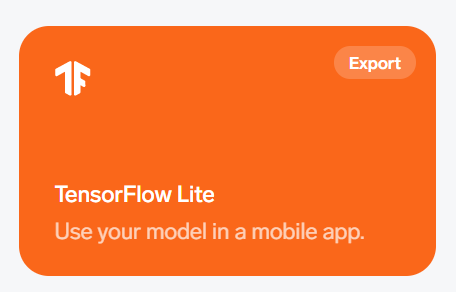 Export
TensorFlow Lite
Use your model in a mobile app.